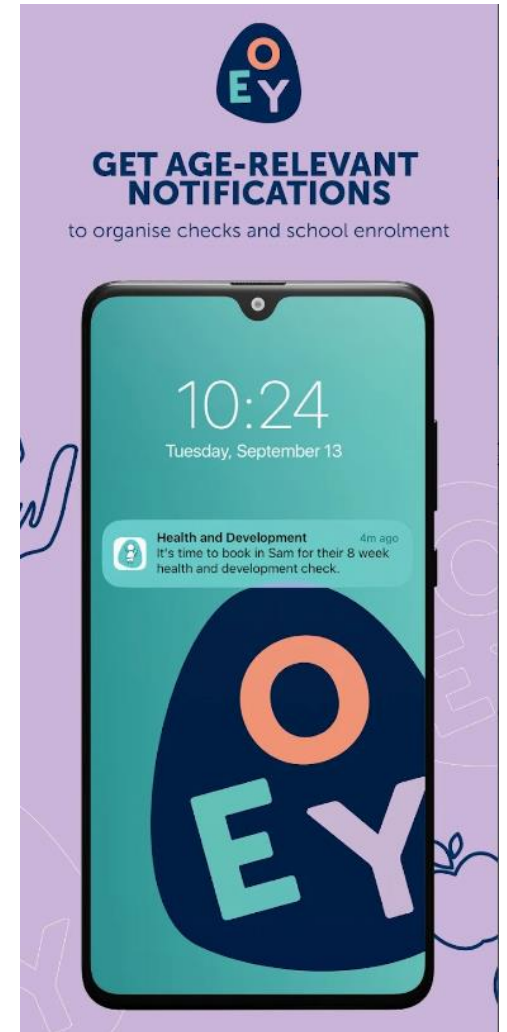 O
E Y
GET AGE-RELEVANT
NOTIFICATIONS
to organise checks and school enrolment
10:24
Tuesday, September 13
Health and Development 4m ago
It's time to book in Sam for their 8 week
health and development check.
O
E Y
O
E
Y